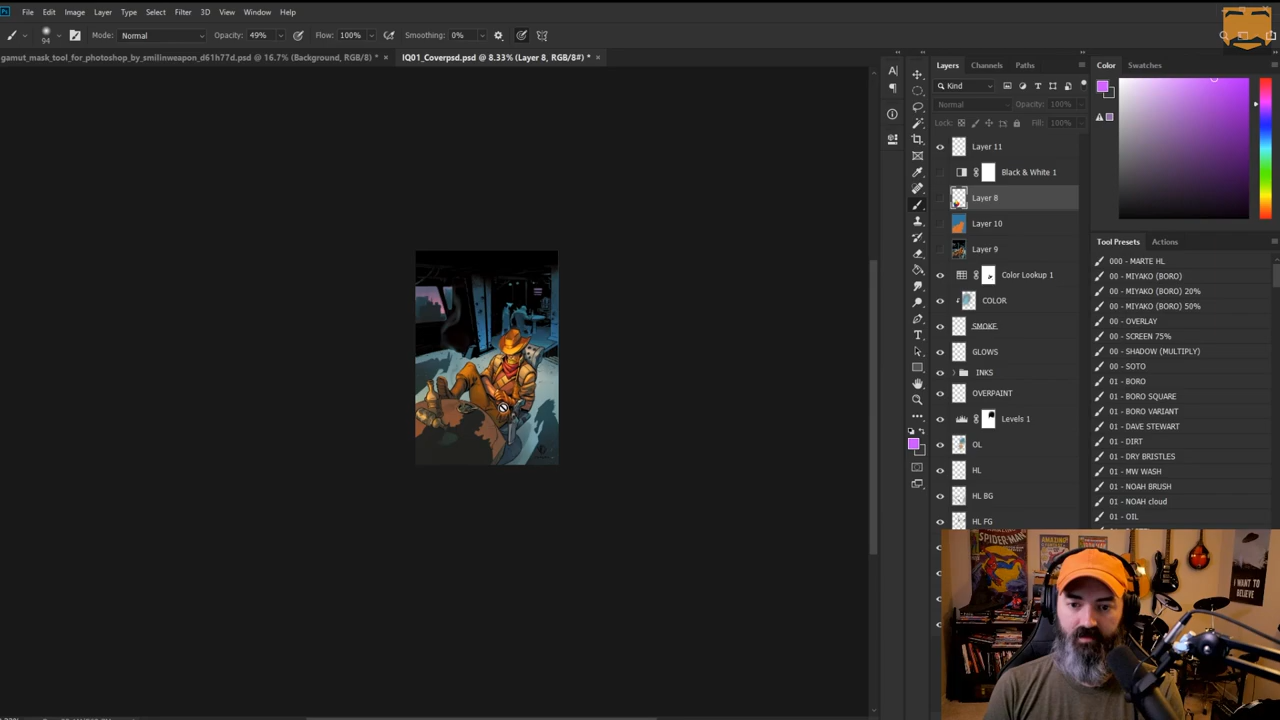 File Edit Image Layer Type Select Filter 3D View Window Help
94 Mode: Normal Opacity: 49% Flow: 100% Smoothing: 0%
gamut_mask_tool_for_photoshop_by_smilinweapon_d61h77d.psd @ 16.7% (Background, RGB/8) * × IQ01_Coverpsd.psd @ 8.33% (Layer 8, RGB/8#) * ×
Layers Channels Paths
Kind
Normal Opacity: 100%
Lock: Fill: 100%
Layer 11
Black & White 1
Layer 8
Layer 10
Layer 9
Color Lookup 1
COLOR
SMOKE
GLOWS
INKS
OVERPAINT
Levels 1
OL
HL
HL BG
HL FG
Color Swatches
Tool Presets Actions
000 - MARTE HL
00 - MIYAKO (BORO)
00 - MIYAKO (BORO) 20%
00 - MIYAKO (BORO) 50%
00 - OVERLAY
00 - SCREEN 75%
00 - SHADOW (MULTIPLY)
00 - SOTO
01 - BORO
01 - BORO SQUARE
01 - BORO VARIANT
01 - DAVE STEWART
01 - DIRT
01 - DRY BRISTLES
01 - MW WASH
01 - NOAH BRUSH
01 - NOAH cloud
01 - OIL
SPIDER-MAN
I WANT TO
BELIEVE